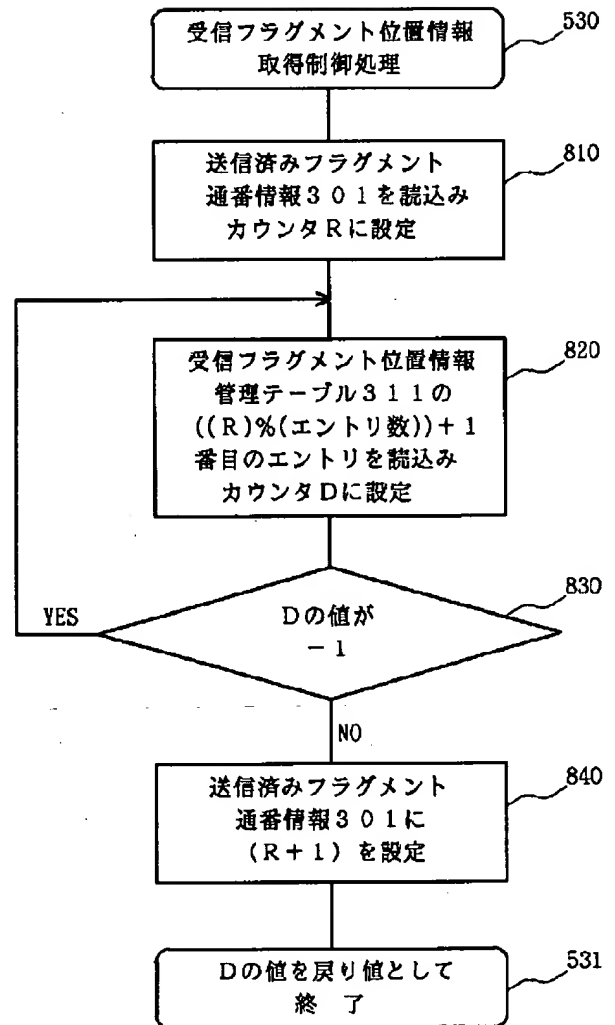 受信フラグメント位置情報
取得制御処理
530
送信済みフラグメント
通番情報301を読込み
カウンタRに設定
810
受信フラグメント位置情報
管理テーブル311の
((R)%(エントリ数))+1
番目のエントリを読込み
カウンタDに設定
820
Dの値が
-1
830
YES
NO
送信済みフラグメント
通番情報301に
(R+1)を設定
840
Dの値を戻り値として
終 了
531